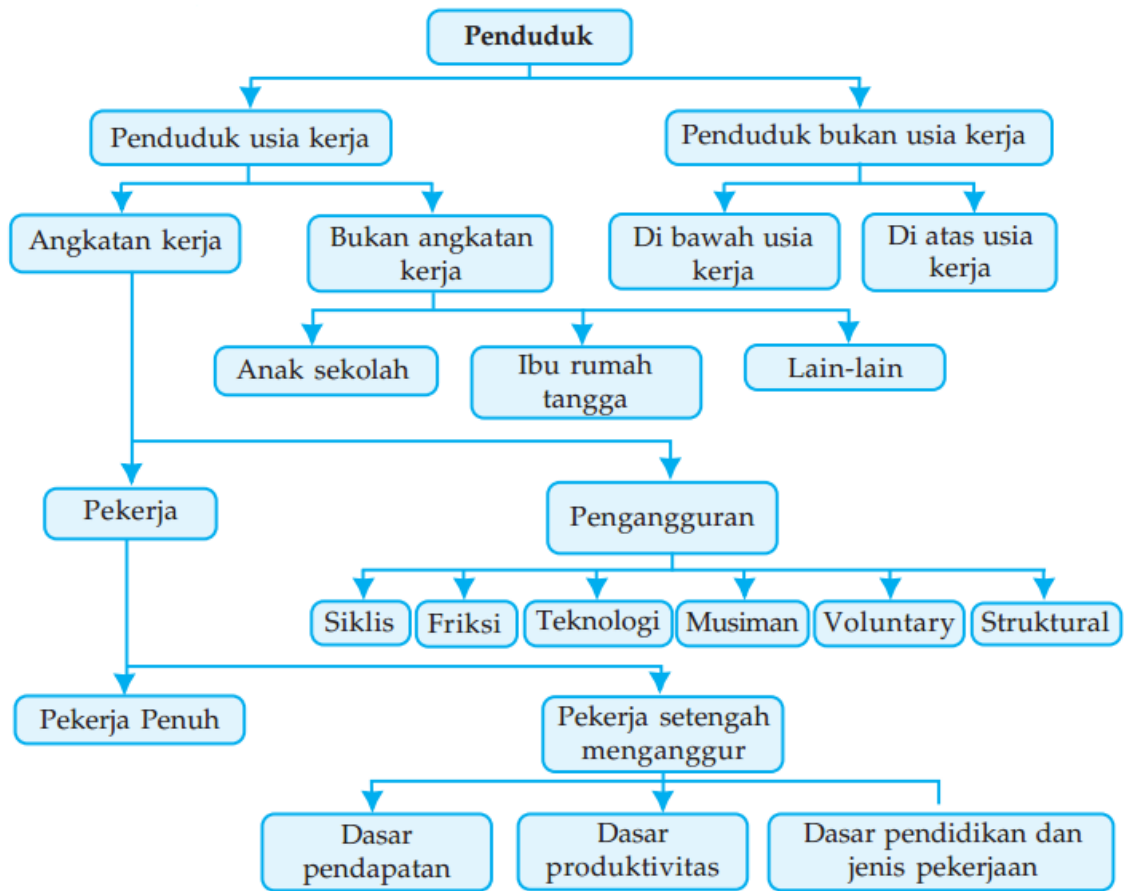 Penduduk
Penduduk usia kerja
Penduduk bukan usia kerja
Angkatan kerja
Bukan angkatan
kerja
Di bawah usia
kerja
Di atas usia
kerja
Anak sekolah
Ibu rumah
tangga
Lain-lain
Pekerja
Pengangguran
Siklis
Friksi
Teknologi
Musiman
Voluntary
Struktural
Pekerja Penuh
Pekerja setengah
menganggur
Dasar
pendapatan
Dasar
produktivitas
Dasar pendidikan dan
jenis pekerjaan